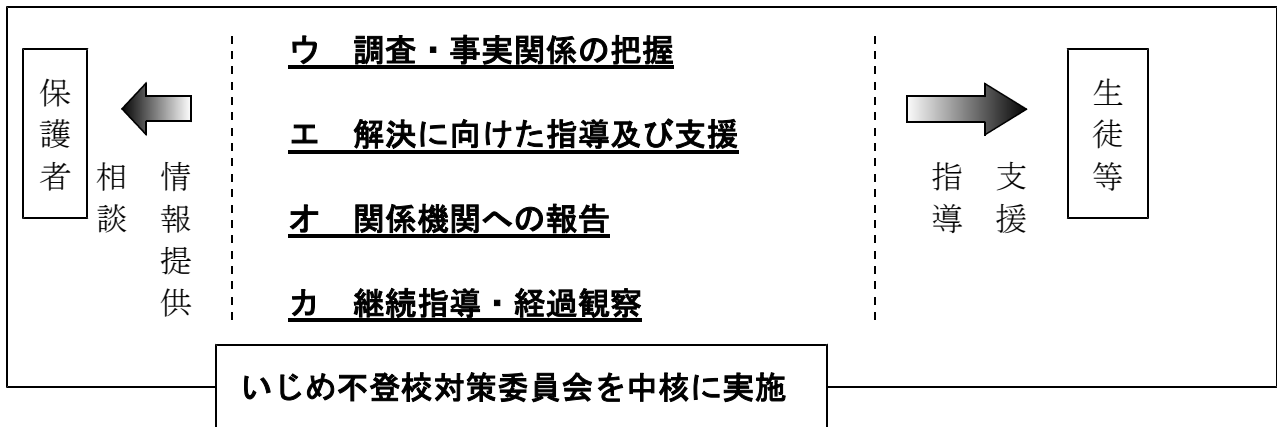 保護者
情報提供
相談
ウ　調査・事実関係の把握
エ　解決に向けた指導及び支援
オ　関係機関への報告
カ　継続指導・経過観察
支援
指導
生徒等
いじめ不登校対策委員会を中核に実施